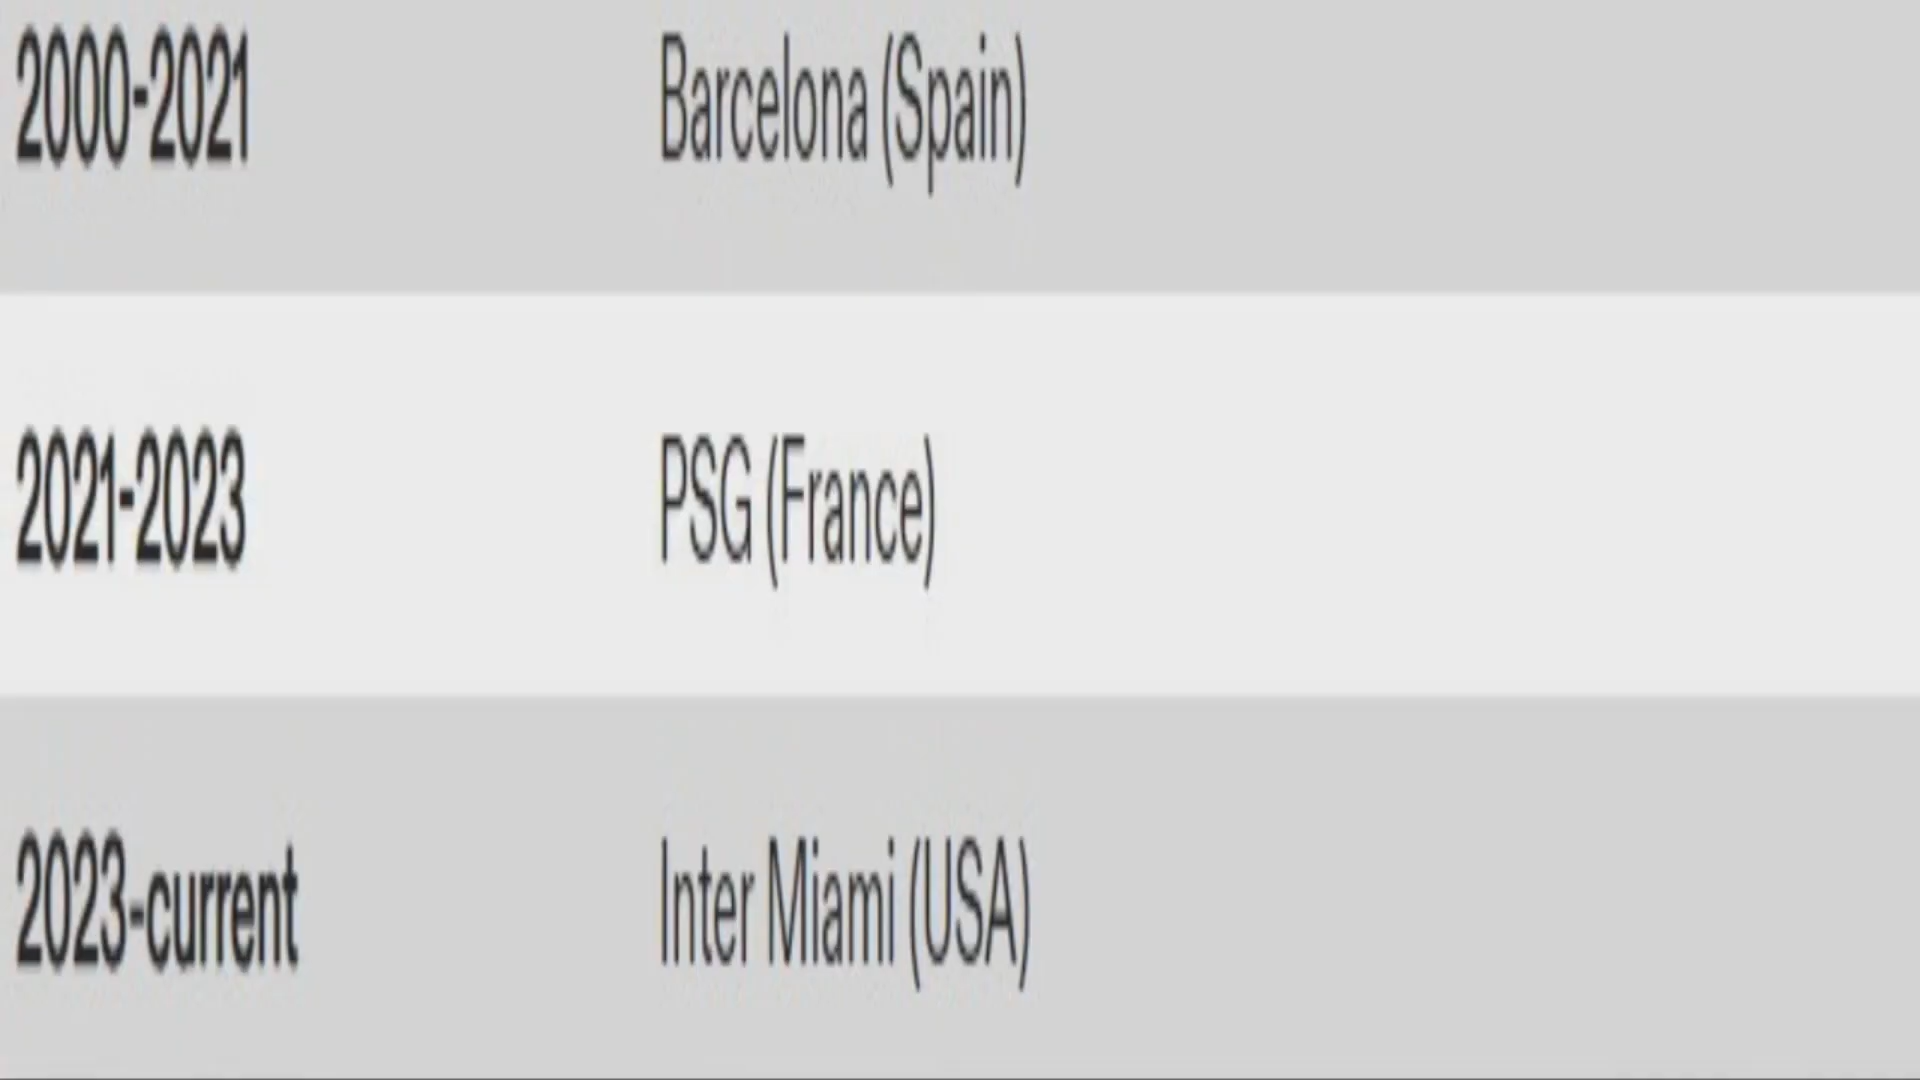 2000-2021 Barcelona (Spain)
2021-2023 PSG (France)
2023-current Inter Miami (USA)